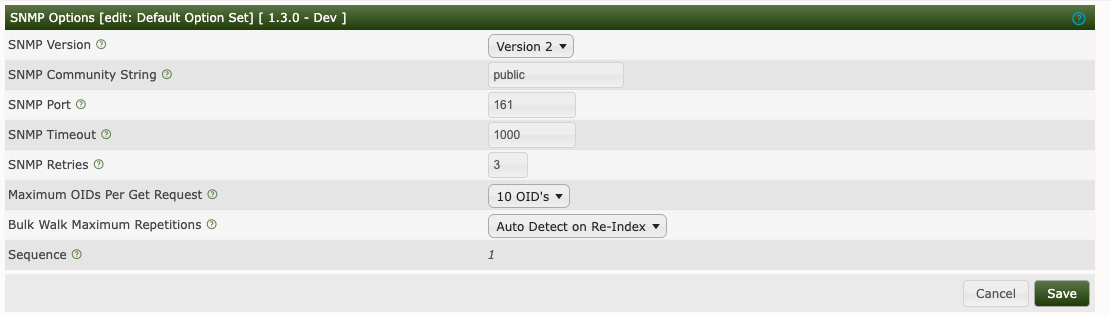 SNMP Options [edit: Default Option Set] [ 1.3.0 - Dev ]
SNMP Version
Version 2
SNMP Community String
public
SNMP Port
161
SNMP Timeout
1000
SNMP Retries
3
Maximum OIDs Per Get Request
10 OID's
Bulk Walk Maximum Repetitions
Auto Detect on Re-Index
Sequence
1
Cancel
Save